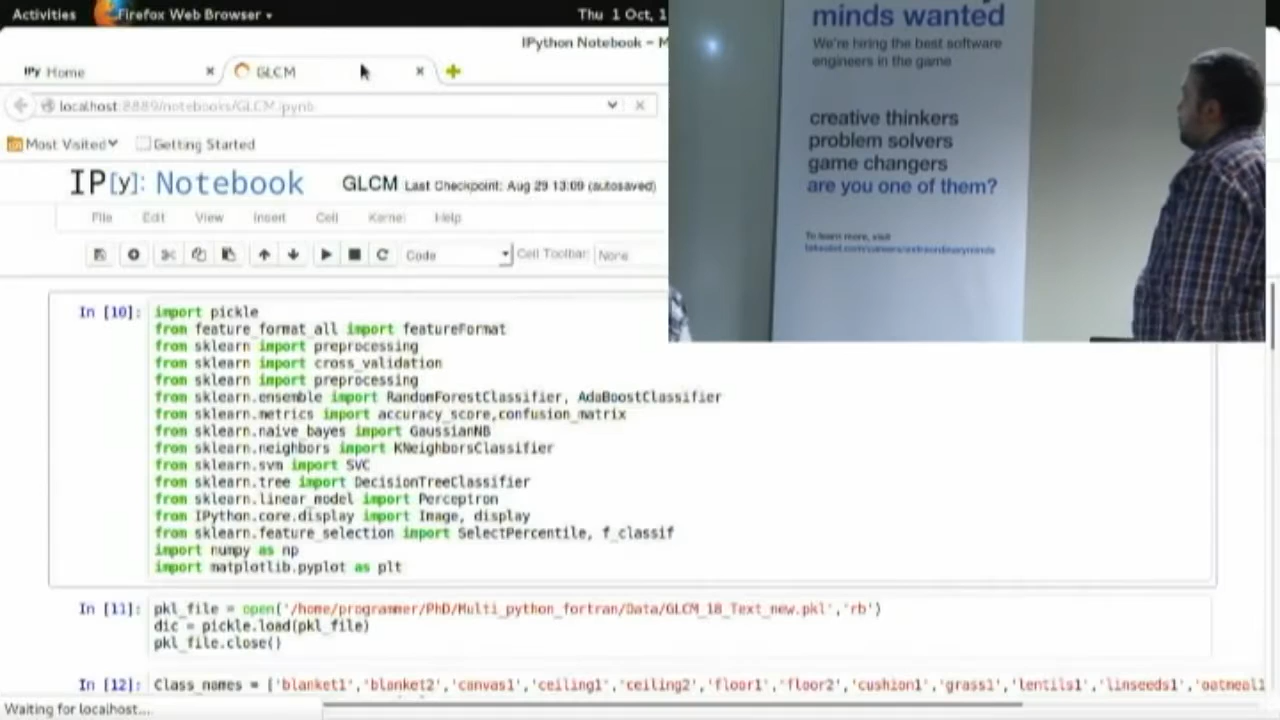 Activities Firefox Web Browser Thu 1 Oct, 1
IPython Notebook - M
IPy Home GLCM
localhost:8889/notebooks/GLCM.ipynb
Most Visited Getting Started
IP[y]: Notebook GLCM Last Checkpoint: Aug 29 13:09 (autosaved)
File Edit View Insert Cell Kernel Help
Code Cell Toolbar: None
In [10]: import pickle
from feature_format_all import featureFormat
from sklearn import preprocessing
from sklearn import cross_validation
from sklearn import preprocessing
from sklearn.ensemble import RandomForestClassifier, AdaBoostClassifier
from sklearn.metrics import accuracy_score,confusion_matrix
from sklearn.naive_bayes import GaussianNB
from sklearn.neighbors import KNeighborsClassifier
from sklearn.svm import SVC
from sklearn.tree import DecisionTreeClassifier
from sklearn.linear_model import Perceptron
from IPython.core.display import Image, display
from sklearn.feature_selection import SelectPercentile, f_classif
import numpy as np
import matplotlib.pyplot as plt
In [11]: pkl_file = open('/home/programmer/PhD/Multi_python_fortran/Data/GLCM_18_Text_new.pkl','rb')
dic = pickle.load(pkl_file)
pkl_file.close()
In [12]: Class_names = ['blanket1','blanket2','canvas1','ceiling1','ceiling2','floor1','floor2','cushion1','grass1','lentils1','linseeds1','oatmeal1
Waiting for localhost...
minds wanted
We're hiring the best software
engineers in the game
creative thinkers
problem solvers
game changers
are you one of them?
To learn more, visit